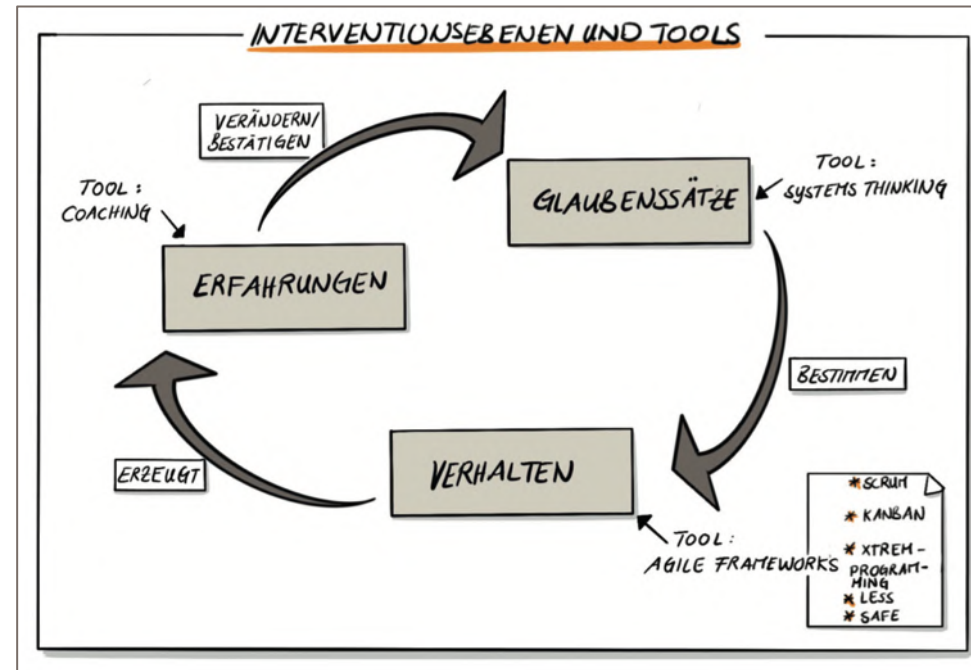 INTERVENTIONSEBENEN UND TOOLS
VERÄNDERN/
BESTÄTIGEN
TOOL:
COACHING
ERFAHRUNGEN
GLAUBENSSÄTZE
TOOL:
SYSTEMS THINKING
BESTIMMEN
VERHALTEN
TOOL:
AGILE FRAMEWORKS
ERZEUGT
* SCRUM
* KANBAN
* XTREM-
PROGRAM-
MING
* LESS
* SAFE